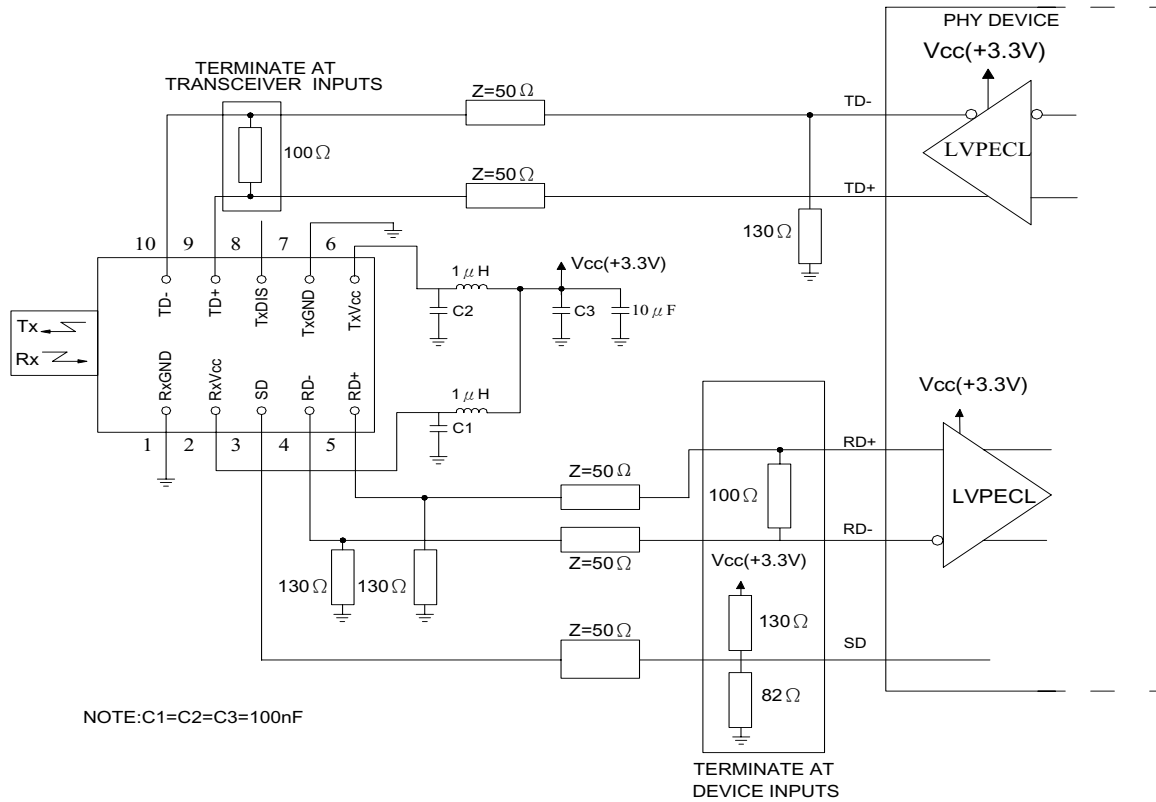 PHY DEVICE
Vcc(+3.3V)
TERMINATE AT
TRANSCEIVER INPUTS
Z=50Ω
TD-
100Ω
LVPECL
Z=50Ω
TD+
130Ω
10 9 8 7 6
TD-
TD+
TxDIS
TxGND
TxVcc
1μH
Vcc(+3.3V)
C2
C3
10μF
Tx
Rx
RxGND
RxVcc
SD
RD-
RD+
1μH
C1
1 2 3 4 5
Vcc(+3.3V)
RD+
Z=50Ω
100Ω
LVPECL
RD-
Z=50Ω
Vcc(+3.3V)
130Ω
130Ω
130Ω
Z=50Ω
SD
82Ω
NOTE:C1=C2=C3=100nF
TERMINATE AT
DEVICE INPUTS